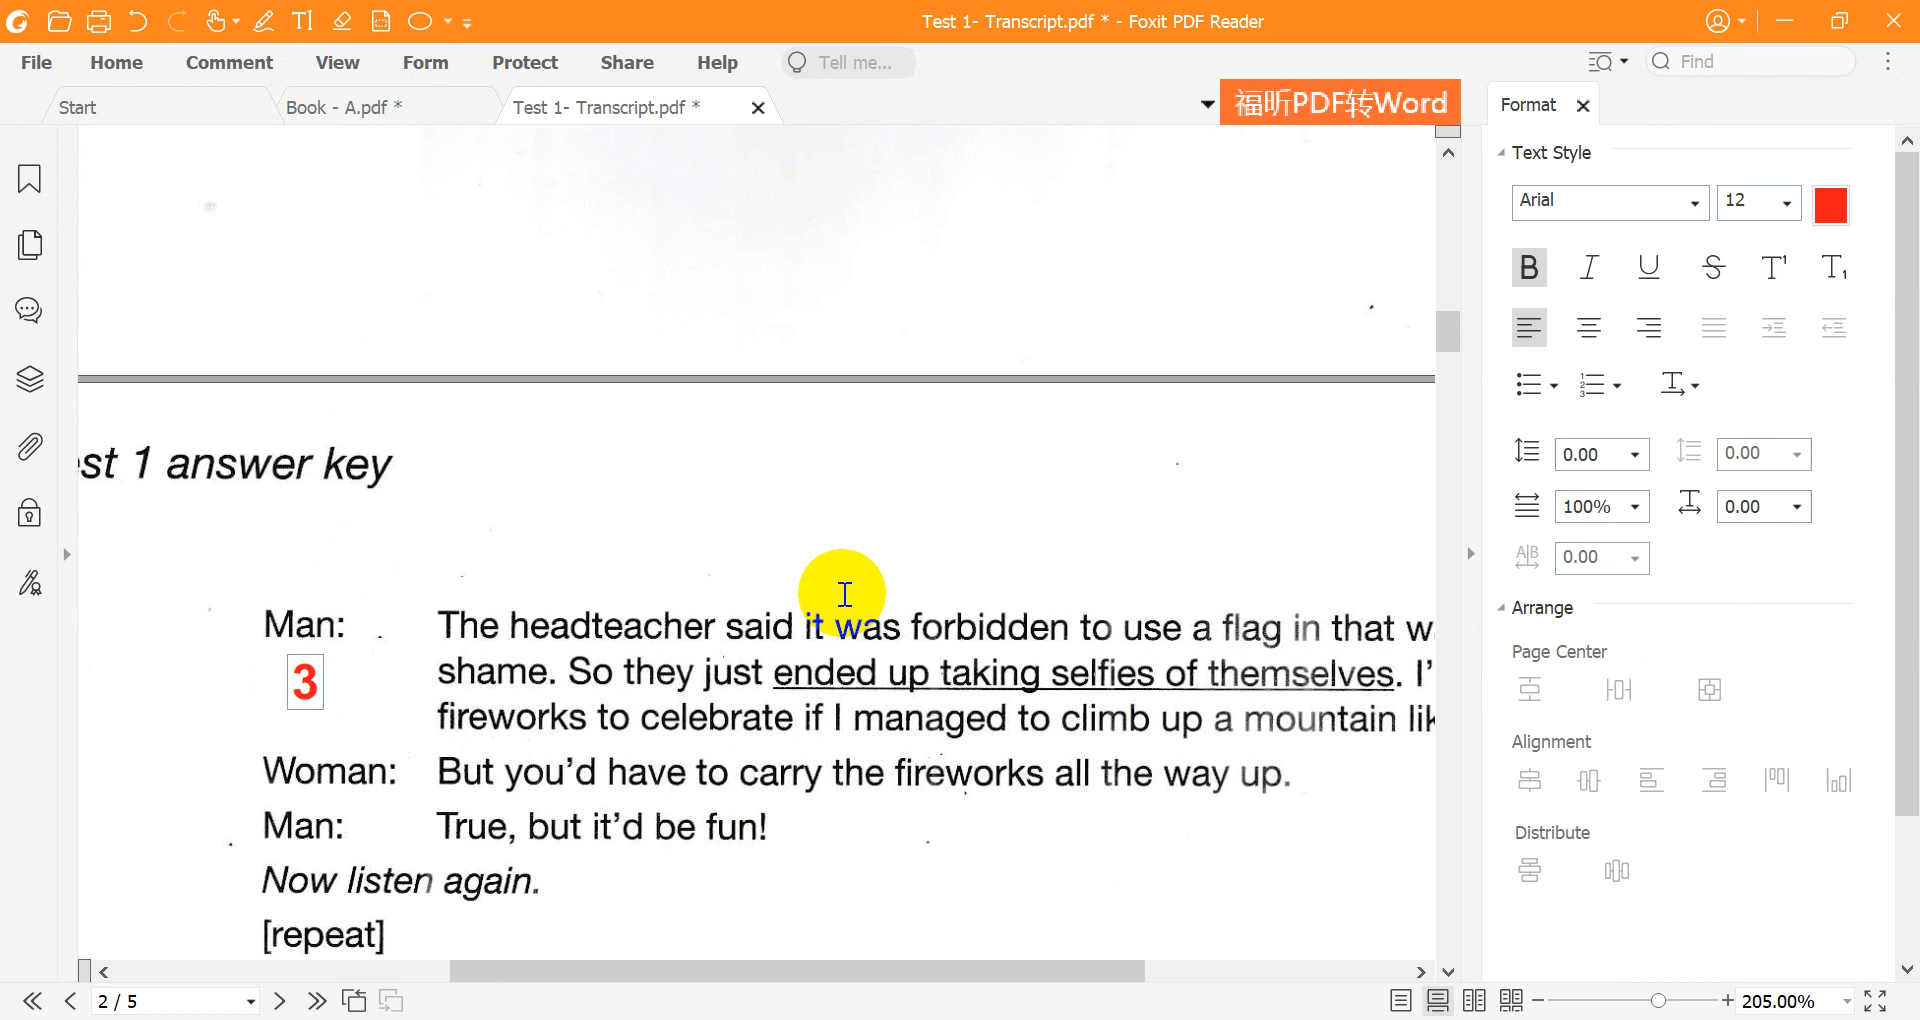 Test 1- Transcript.pdf * - Foxit PDF Reader
File Home Comment View Form Protect Share Help Tell me... Find
Start Book - A.pdf * Test 1- Transcript.pdf * 福昕PDF转Word Format
Text Style
Arial 12
0.00 0.00
100% 0.00
0.00
Arrange
Page Center
Alignment
Distribute
st 1 answer key
Man: The headteacher said it was forbidden to use a flag in that w
3 shame. So they just ended up taking selfies of themselves. I'
fireworks to celebrate if I managed to climb up a mountain lik
Woman: But you'd have to carry the fireworks all the way up.
Man: True, but it'd be fun!
Now listen again.
[repeat]
2 / 5 205.00%